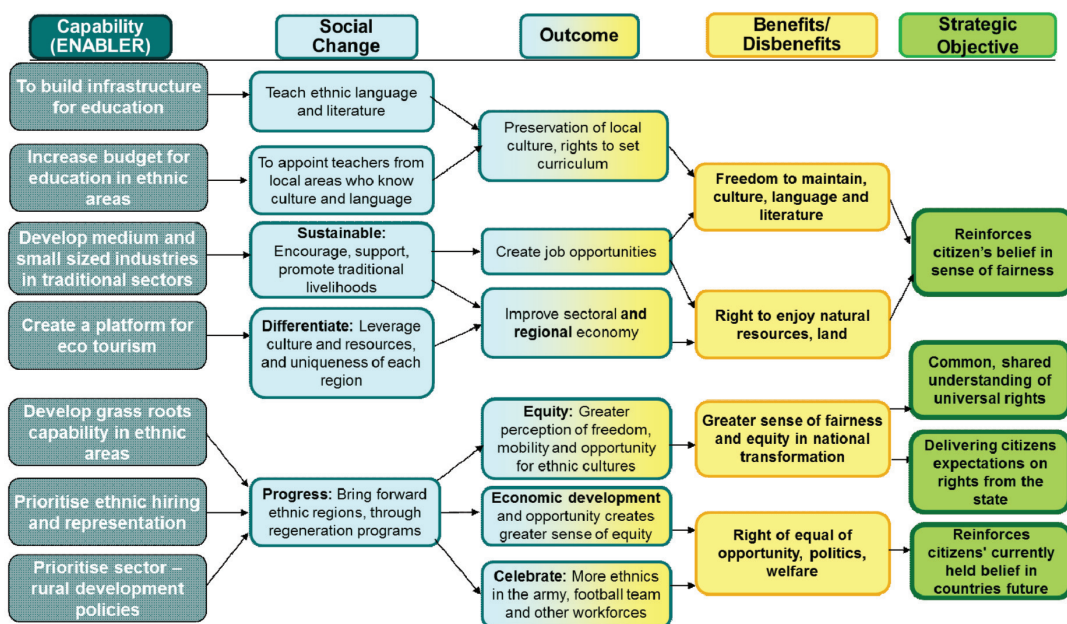 Capability
(ENABLER)
Social
Change
Outcome
Benefits/
Disbenefits
Strategic
Objective
To build infrastructure
for education
Increase budget for
education in ethnic
areas
Develop medium and
small sized industries
in traditional sectors
Create a platform for
eco tourism
Develop grass roots
capability in ethnic
areas
Prioritise ethnic hiring
and representation
Prioritise sector –
rural development
policies
Teach ethnic language
and literature
To appoint teachers from
local areas who know
culture and language
Sustainable:
Encourage, support,
promote traditional
livelihoods
Differentiate: Leverage
culture and resources,
and uniqueness of each
region
Progress: Bring forward
ethnic regions, through
regeneration programs
Preservation of local
culture, rights to set
curriculum
Create job opportunities
Improve sectoral and
regional economy
Equity: Greater
perception of freedom,
mobility and opportunity
for ethnic cultures
Economic development
and opportunity creates
greater sense of equity
Celebrate: More ethnics
in the army, football team
and other workforces
Freedom to maintain,
culture, language and
literature
Right to enjoy natural
resources, land
Greater sense of fairness
and equity in national
transformation
Right of equal of
opportunity, politics,
welfare
Reinforces
citizen's belief in
sense of fairness
Common, shared
understanding of
universal rights
Delivering citizens
expectations on
rights from the
state
Reinforces
citizens' currently
held belief in
countries future